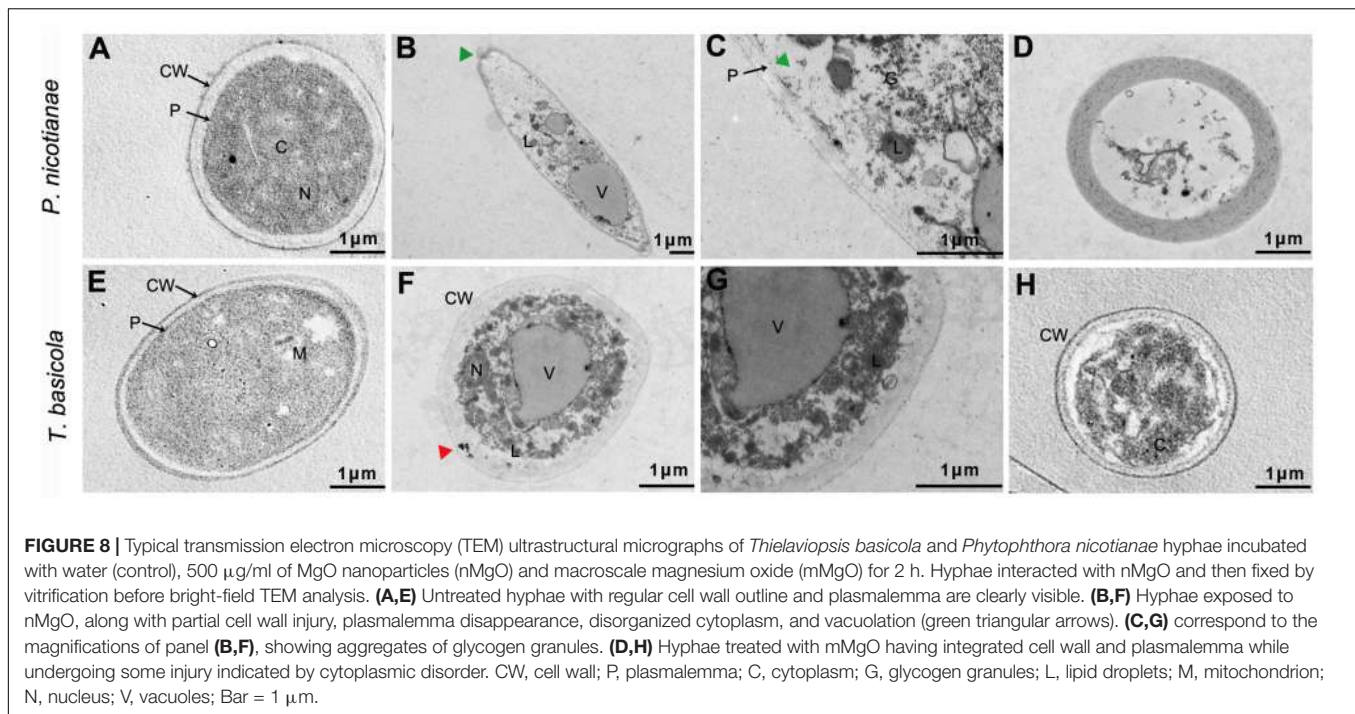 P. nicotianae
A
CW
P
C
N
1μm
B
L
V
1μm
C
P
G
L
1μm
D
1μm
T. basicola
E
CW
P
M
1μm
F
CW
N
V
L
1μm
G
V
L
1μm
H
CW
C
1μm
FIGURE 8 | Typical transmission electron microscopy (TEM) ultrastructural micrographs of Thielaviopsis basicola and Phytophthora nicotianae hyphae incubated
with water (control), 500 μg/ml of MgO nanoparticles (nMgO) and macroscale magnesium oxide (mMgO) for 2 h. Hyphae interacted with nMgO and then fixed by
vitrification before bright-field TEM analysis. (A,E) Untreated hyphae with regular cell wall outline and plasmalemma are clearly visible. (B,F) Hyphae exposed to
nMgO, along with partial cell wall injury, plasmalemma disappearance, disorganized cytoplasm, and vacuolation (green triangular arrows). (C,G) correspond to the
magnifications of panel (B,F), showing aggregates of glycogen granules. (D,H) Hyphae treated with mMgO having integrated cell wall and plasmalemma while
undergoing some injury indicated by cytoplasmic disorder. CW, cell wall; P, plasmalemma; C, cytoplasm; G, glycogen granules; L, lipid droplets; M, mitochondrion;
N, nucleus; V, vacuoles; Bar = 1 μm.